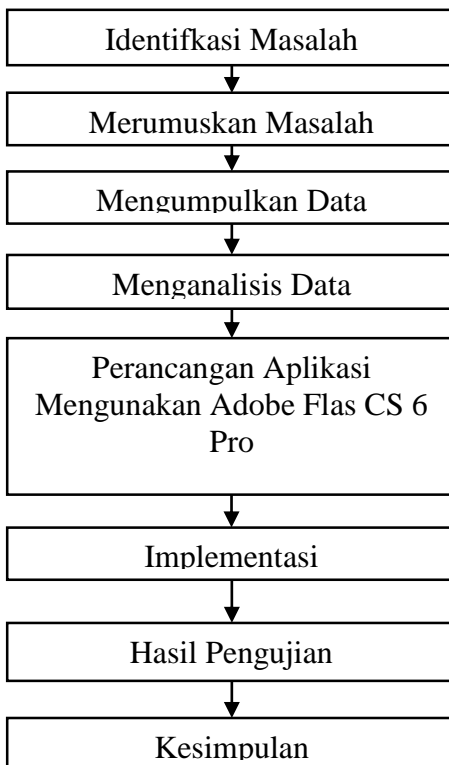 Identifkasi Masalah
Merumuskan Masalah
Mengumpulkan Data
Menganalisis Data
Perancangan Aplikasi
Mengunakan Adobe Flas CS 6
Pro
Implementasi
Hasil Pengujian
Kesimpulan